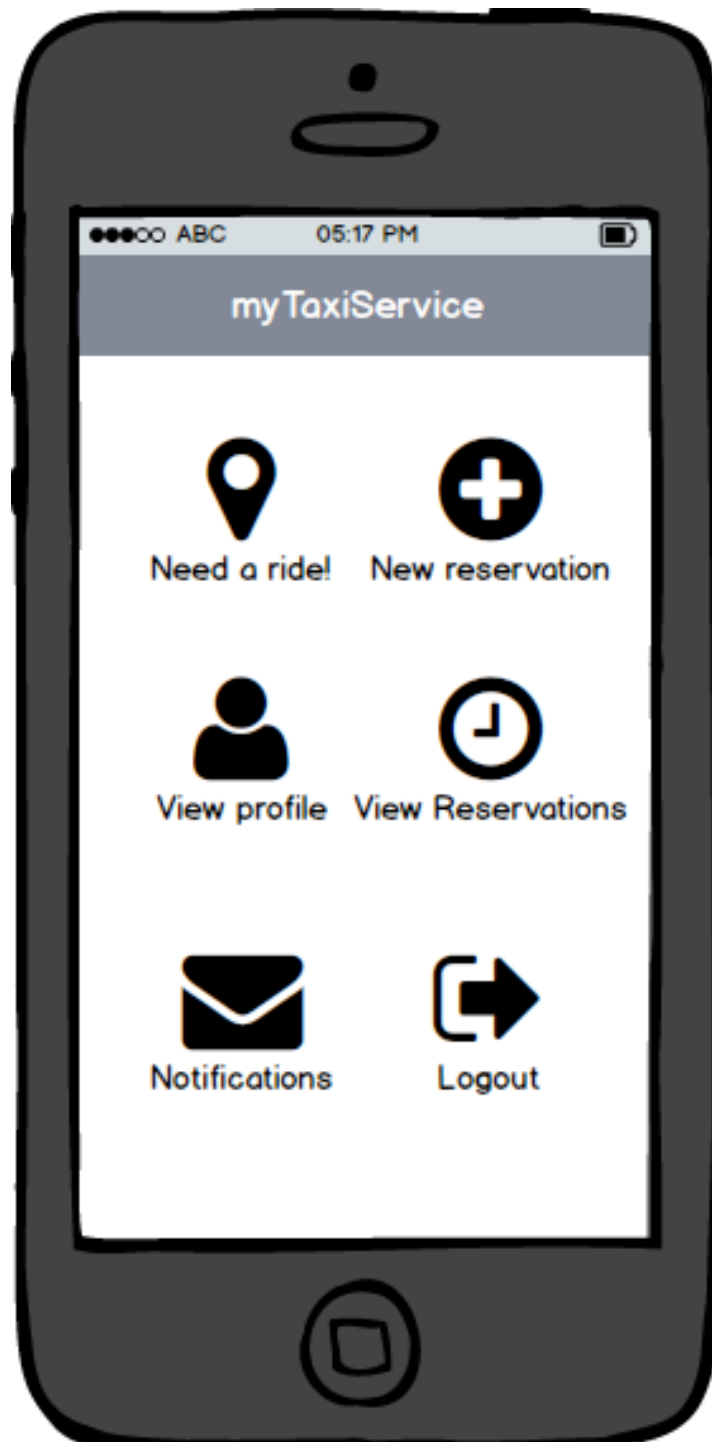 ABC 05:17 PM
myTaxiService
Need a ride! New reservation
View profile View Reservations
Notifications Logout